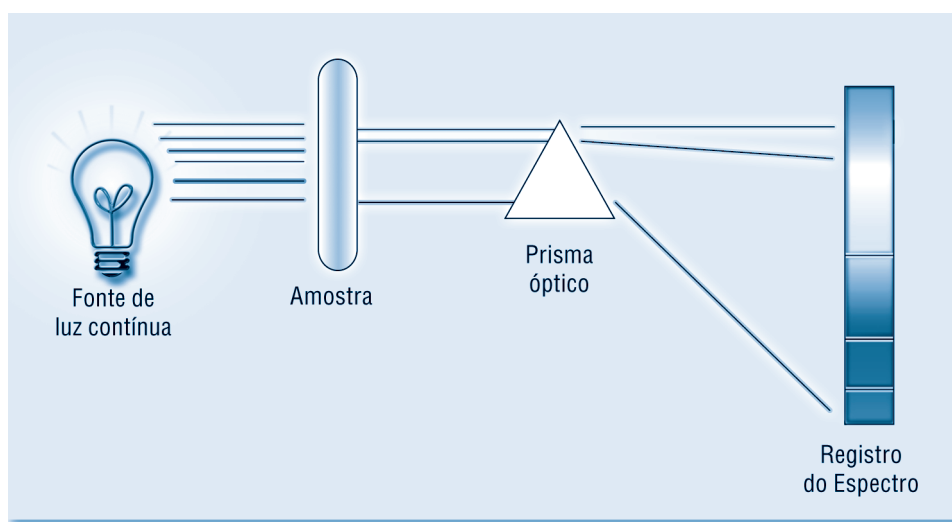 Fonte de
luz contínua
Amostra
Prisma
óptico
Registro
do Espectro